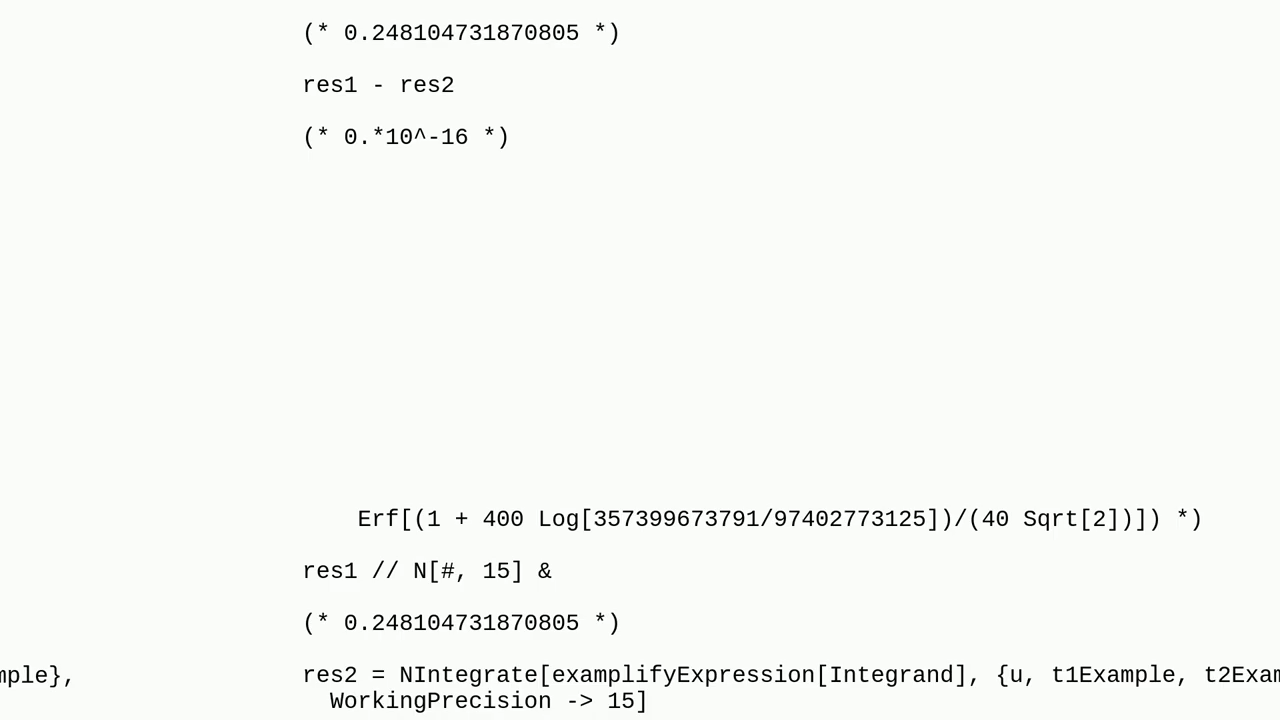 (* 0.248104731870805 *)
res1 - res2
(* 0.*10^-16 *)
Erf[(1 + 400 Log[357399673791/97402773125])/(40 Sqrt[2])]) *)
res1 // N[#, 15] &
(* 0.248104731870805 *)
mple},
res2 = NIntegrate[examplifyExpression[Integrand], {u, t1Example, t2Exam
WorkingPrecision -> 15]